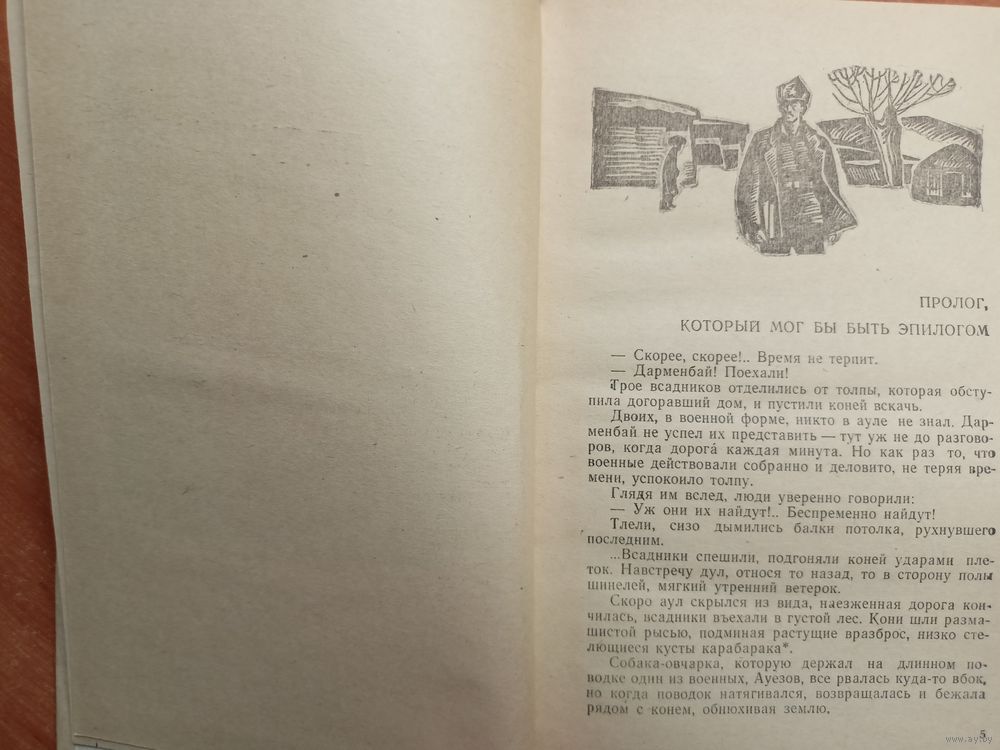 ПРОЛОГ,
КОТОРЫЙ МОГ БЫ БЫТЬ ЭПИЛОГОМ
— Скорее, скорее!.. Время не терпит.
— Дарменбай! Поехали!
Трое всадников отделились от толпы, которая обсту-
пила догоравший дом, и пустили коней вскачь.
Двоих, в военной форме, никто в ауле не знал. Дар-
менбай не успел их представить — тут уж не до разгово-
ров, когда дорога́ каждая минута. Но как раз то, что
военные действовали собранно и деловито, не теряя вре-
мени, успокоило толпу.
Глядя им вслед, люди уверенно говорили:
— Уж они их найдут!.. Беспременно найдут!
Тлели, сизо дымились балки потолка, рухнувшего
последним.
...Всадники спешили, подгоняли коней ударами пле-
ток. Навстречу дул, относя то назад, то в сторону полы
шинелей, мягкий утренний ветерок.
Скоро аул скрылся из вида, наезженная дорога кон-
чилась, всадники въехали в густой лес. Кони шли разма-
шистой рысью, подминая растущие вразброс, низко сте-
лющиеся кусты карабарака*.
Собака-овчарка, которую держал на длинном по-
водке один из военных, Ауезов, все рвалась куда-то вбок,
но когда поводок натягивался, возвращалась и бежала
рядом с конем, обнюхивая землю.
5
www.ay.by